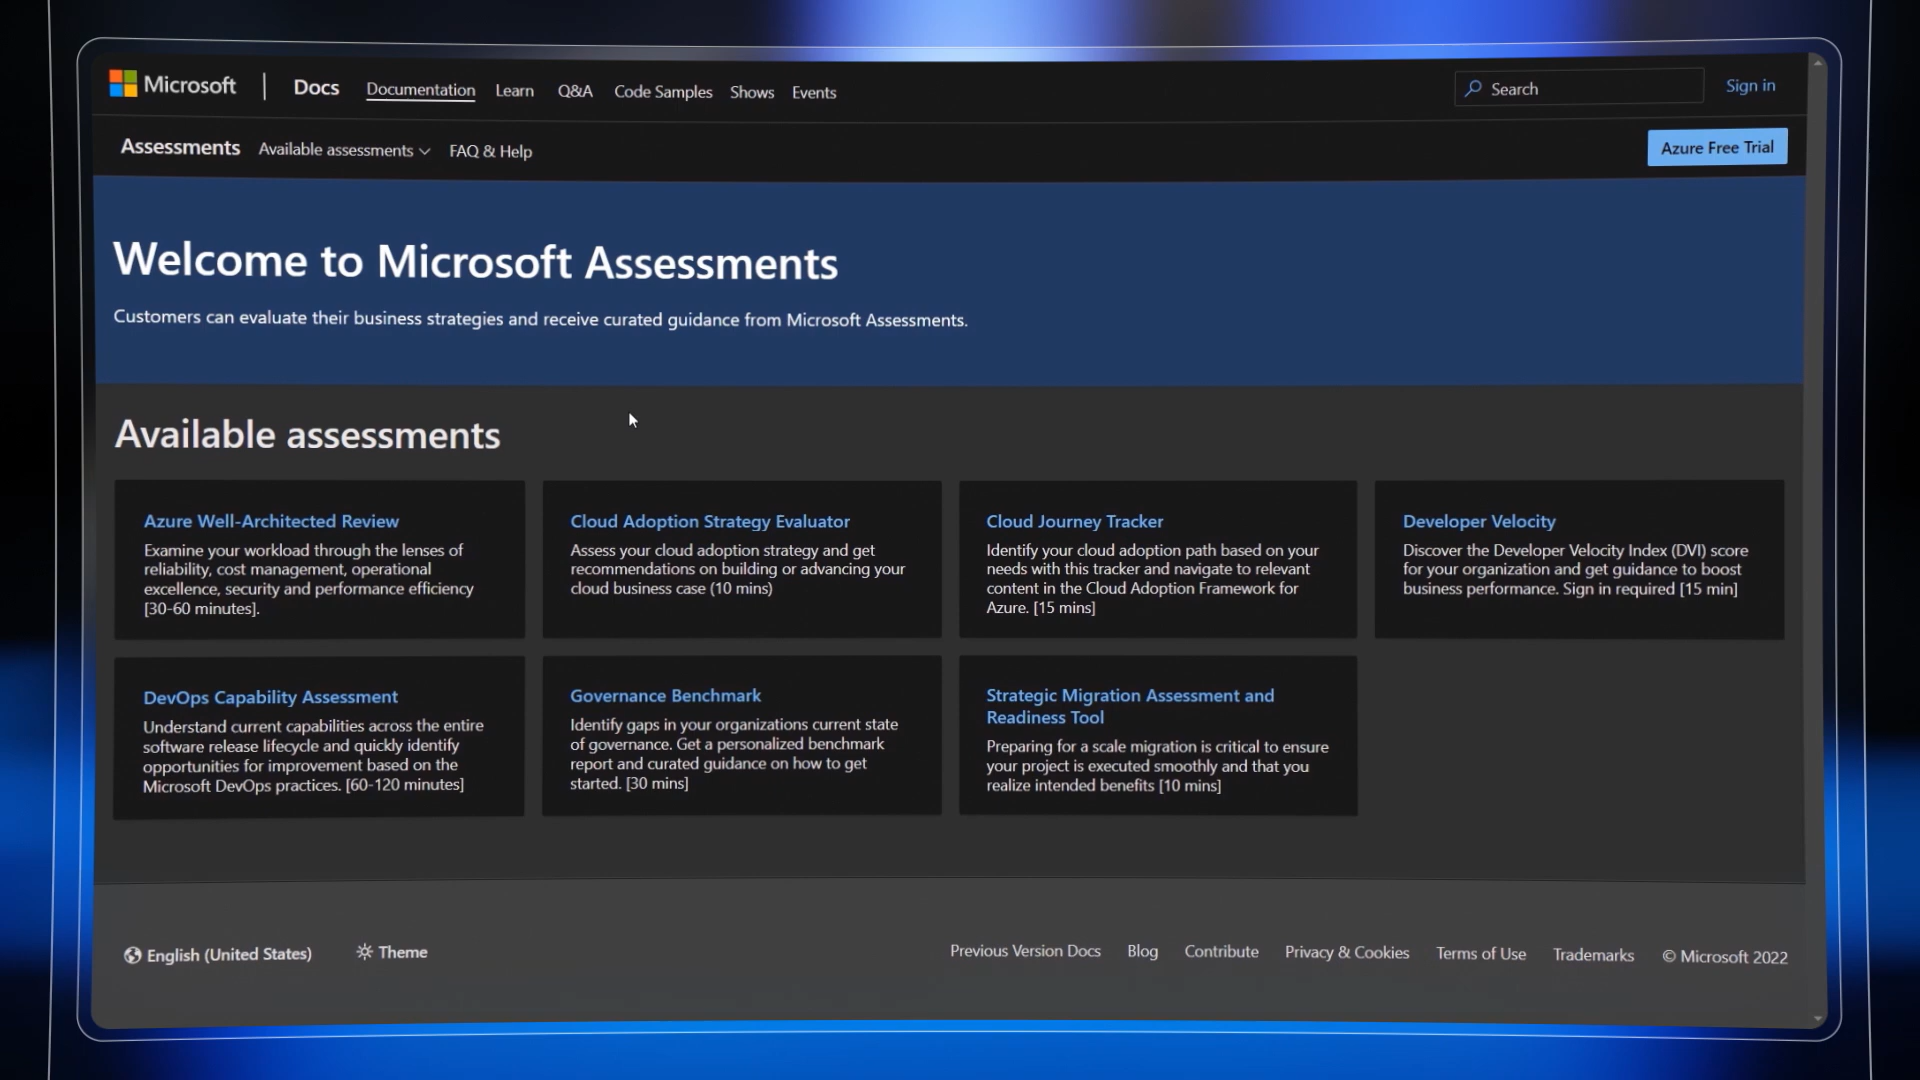 Microsoft | Docs Documentation Learn Q&A Code Samples Shows Events Search Sign in
Assessments Available assessments FAQ & Help Azure Free Trial
Welcome to Microsoft Assessments
Customers can evaluate their business strategies and receive curated guidance from Microsoft Assessments.
Available assessments
Azure Well-Architected Review
Examine your workload through the lenses of
reliability, cost management, operational
excellence, security and performance efficiency
[30-60 minutes].
Cloud Adoption Strategy Evaluator
Assess your cloud adoption strategy and get
recommendations on building or advancing your
cloud business case (10 mins)
Cloud Journey Tracker
Identify your cloud adoption path based on your
needs with this tracker and navigate to relevant
content in the Cloud Adoption Framework for
Azure. [15 mins]
Developer Velocity
Discover the Developer Velocity Index (DVI) score
for your organization and get guidance to boost
business performance. Sign in required [15 min]
DevOps Capability Assessment
Understand current capabilities across the entire
software release lifecycle and quickly identify
opportunities for improvement based on the
Microsoft DevOps practices. [60-120 minutes]
Governance Benchmark
Identify gaps in your organizations current state
of governance. Get a personalized benchmark
report and curated guidance on how to get
started. [30 mins]
Strategic Migration Assessment and
Readiness Tool
Preparing for a scale migration is critical to ensure
your project is executed smoothly and that you
realize intended benefits [10 mins]
English (United States) Theme Previous Version Docs Blog Contribute Privacy & Cookies Terms of Use Trademarks © Microsoft 2022